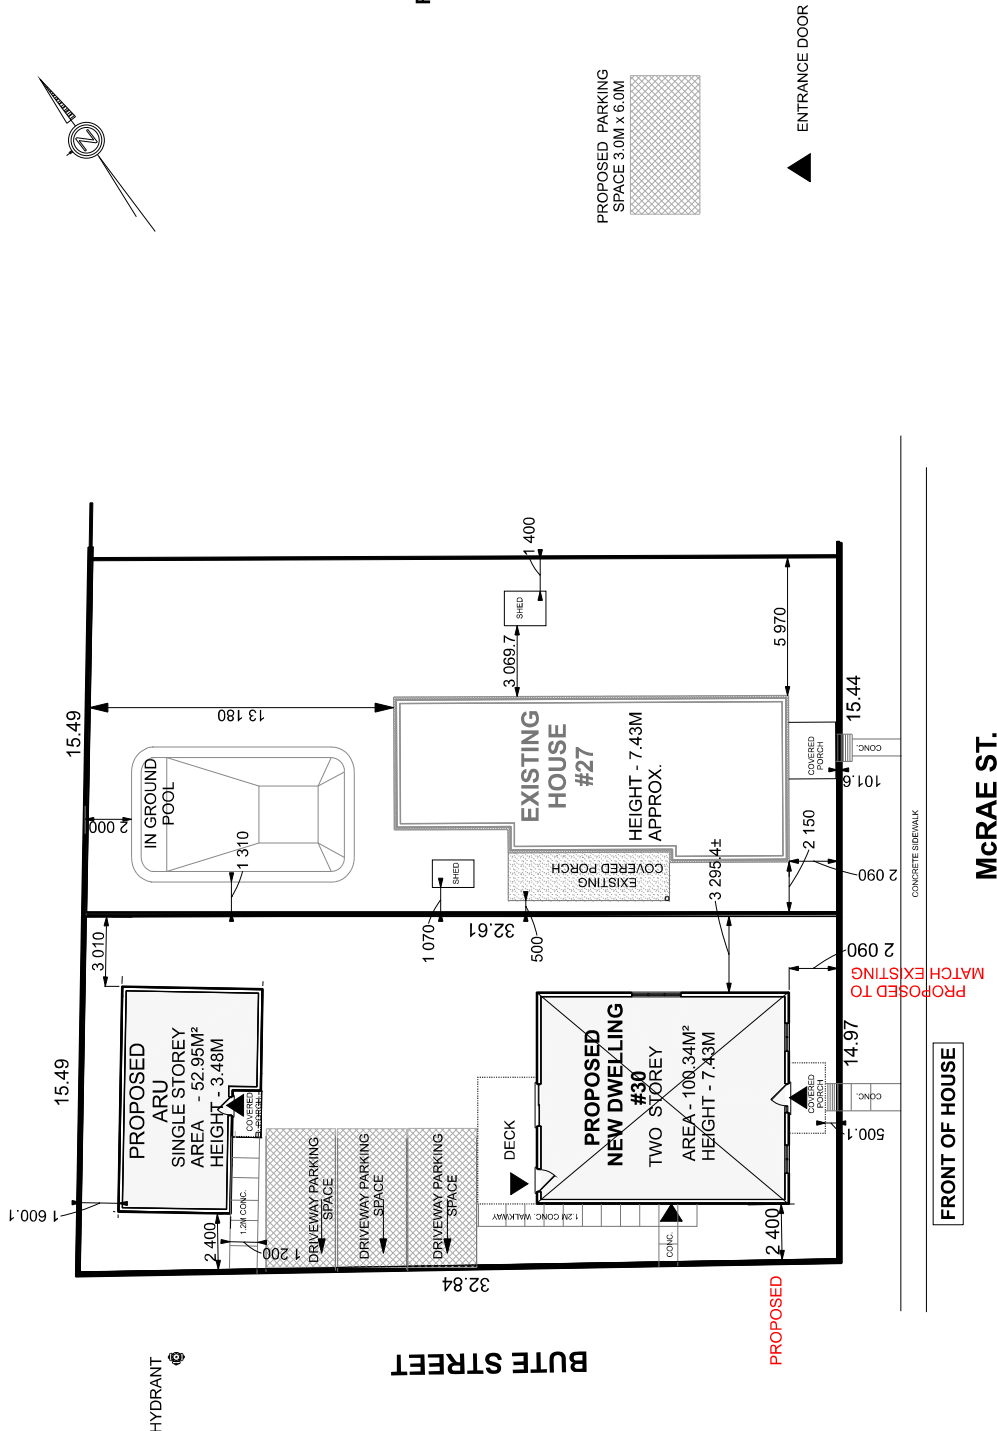 N
PROPOSED PARKING
SPACE 3.0M x 6.0M
ENTRANCE DOOR
15.49
13 180
2 000
IN GROUND
POOL
1 310
SHED
1 400
3 069.7
5 970
EXISTING
HOUSE
#27
HEIGHT - 7.43M
APPROX.
SHED
EXISTING
COVERED PORCH
1 070
500
32.61
3 295.4±
2 150
2 090
COVERED
PORCH
CONC.
101.6
15.44
CONCRETE SIDEWALK
McRAE ST.
3 010
15.49
PROPOSED
ARU
SINGLE STOREY
AREA - 52.95M²
HEIGHT - 3.48M
COVERED
PORCH
1 600.1
2 400
1.2M CONC.
1 200
DRIVEWAY PARKING
SPACE
DRIVEWAY PARKING
SPACE
DRIVEWAY PARKING
SPACE
DECK
1.2M CONC. WALKWAY
CONC.
PROPOSED
NEW DWELLING
#30
TWO STOREY
AREA - 100.34M²
HEIGHT - 7.43M
2 090
PROPOSED TO
MATCH EXISTING
14.97
COVERED
PORCH
CONC.
500.1
2 400
PROPOSED
32.84
FRONT OF HOUSE
BUTE STREET
HYDRANT